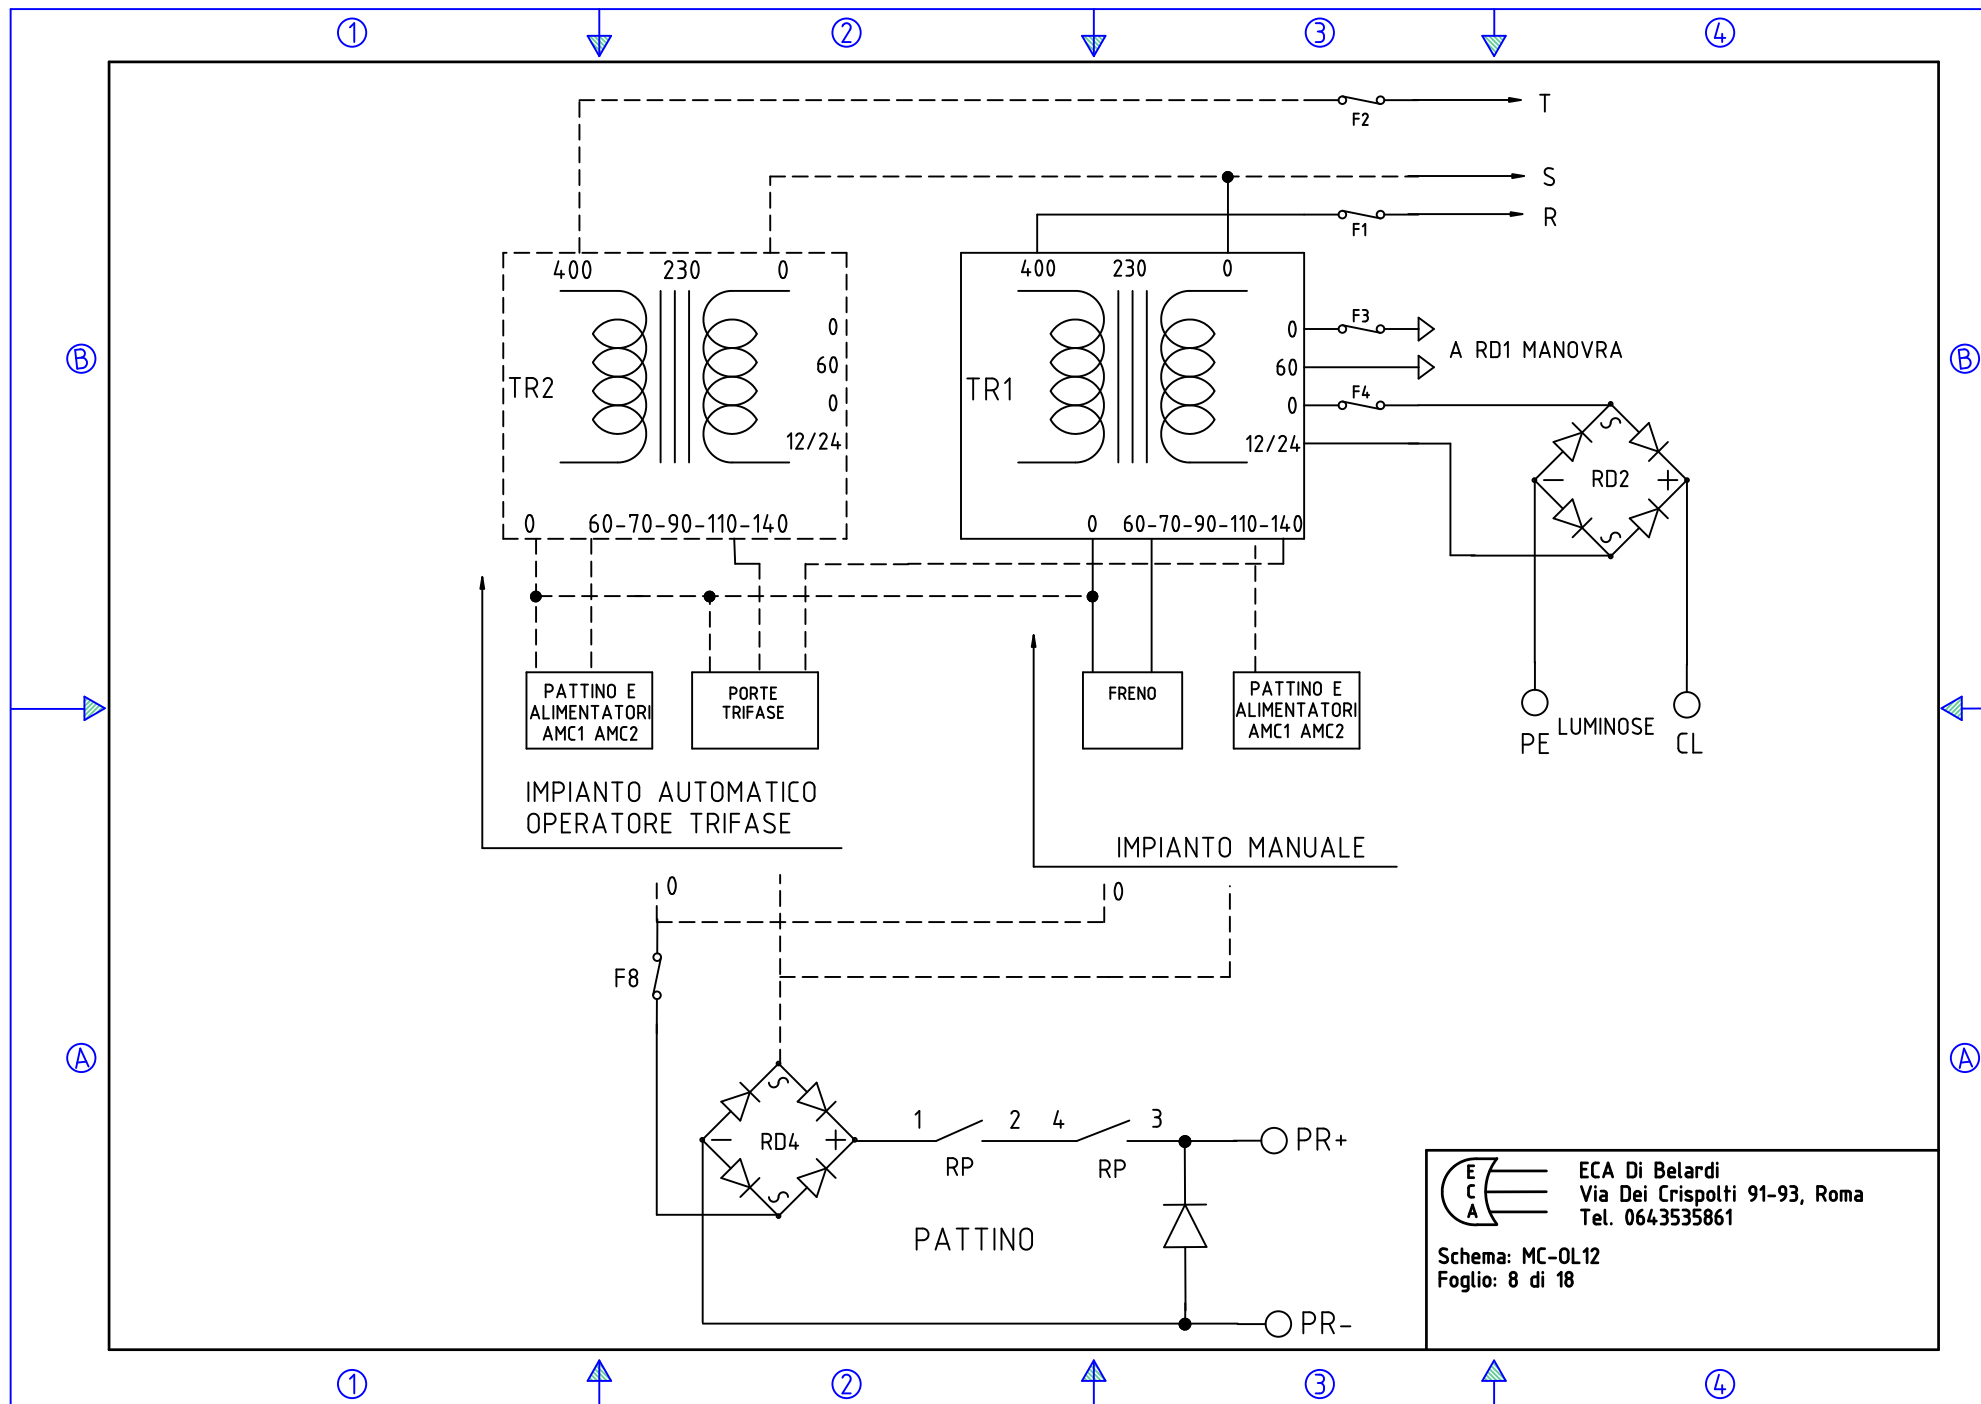 1 2 3 4
T
F2
S
R
F1
400 230 0
400 230 0
0
60
0
12/24
TR2
0
60
0
12/24
TR1
F3
A RD1 MANOVRA
F4
B
B
RD2
S
S
-
+
0 60-70-90-110-140
0 60-70-90-110-140
PATTINO E
ALIMENTATORI
AMC1 AMC2
PORTE
TRIFASE
FRENO
PATTINO E
ALIMENTATORI
AMC1 AMC2
PE LUMINOSE CL
IMPIANTO AUTOMATICO
OPERATORE TRIFASE
IMPIANTO MANUALE
0
0
F8
A
A
S
-
RD4
+
S
1 2 4 3
RP
RP
PR+
PATTINO
PR-
E
C
A
ECA Di Belardi
Via Dei Crispolti 91-93, Roma
Tel. 0643535861
Schema: MC-OL12
Foglio: 8 di 18
1 2 3 4